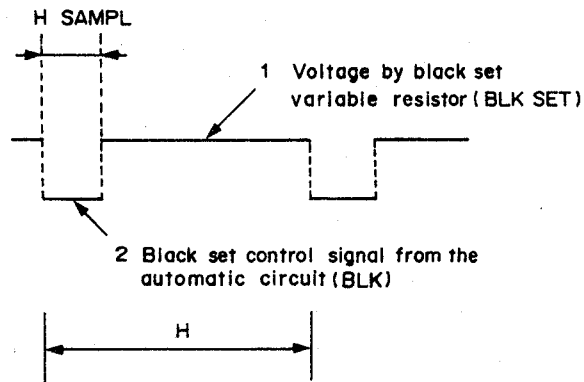 H SAMPL
1 Voltage by black set
variable resistor (BLK SET)
2 Black set control signal from the
automatic circuit (BLK)
H